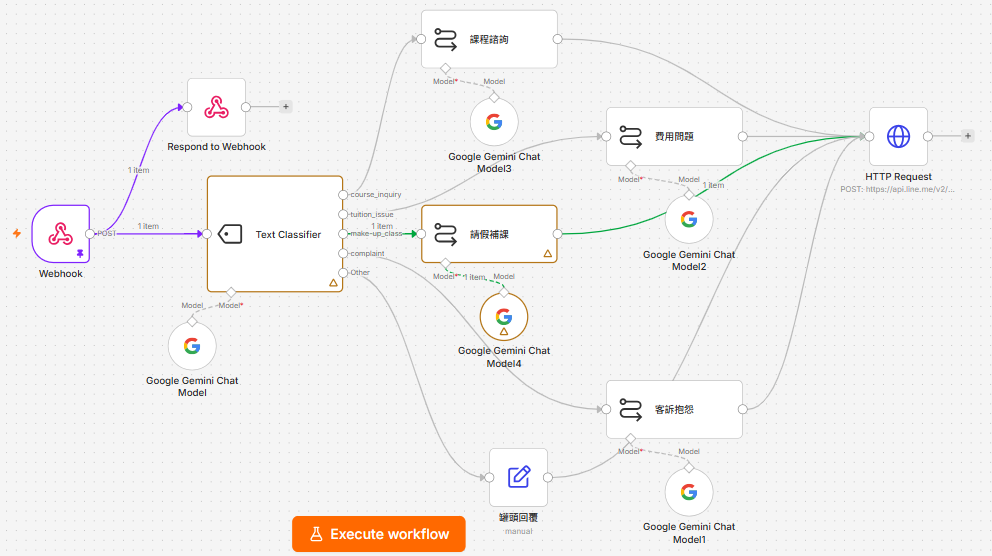 課程諮詢
Model*
Model
Google Gemini Chat
Model3
Respond to Webhook
1 item
費用問題
Model*
Model
1 item
Google Gemini Chat
Model2
HTTP Request
POST: https://api.line.me/v2/...
POST
1 item
Webhook
Text Classifier
course_inquiry
tuition_issue
make-up_class
1 item
complaint
Other
請假補課
Model*
1 item
Model
Google Gemini Chat
Model4
Model
Model*
Google Gemini Chat
Model
客訴抱怨
Model*
Model
Google Gemini Chat
Model1
罐頭回覆
manual
Execute workflow